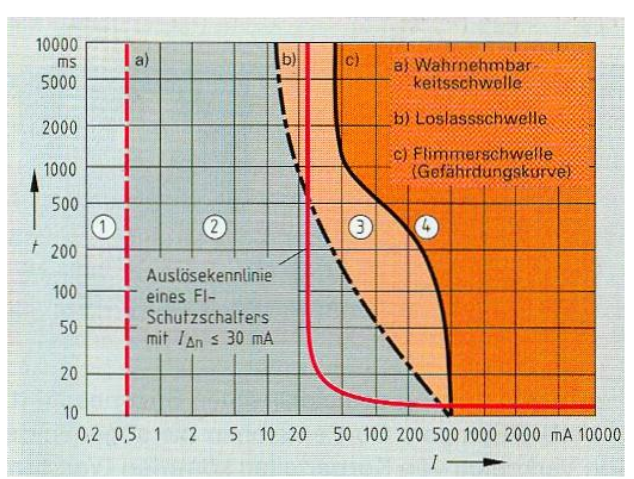 10000
ms
5000
2000
1000
500
t
200
100
50
20
10
a)
b)
c)
a) Wahrnehmbar-
keitsschwelle
b) Loslassschwelle
c) Flimmerschwelle
(Gefährdungskurve)
1
2
3
4
Auslösekennlinie
eines FI-
Schutzschalters
mit IΔn ≤ 30 mA
0,2 0,5 1 2 5 10 20 50 100 200 500 1000 2000 mA 10000
I